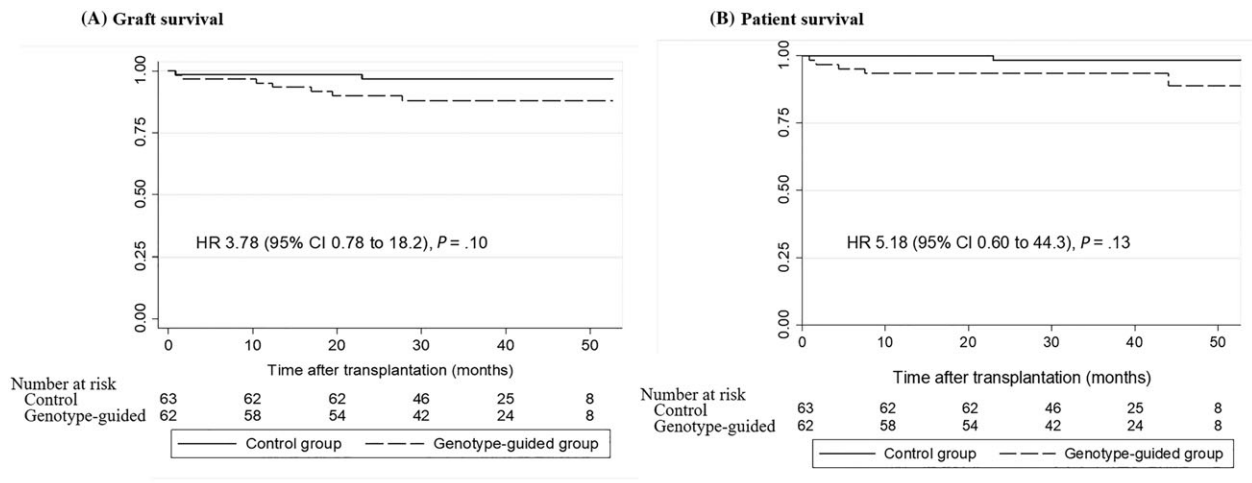 (A) Graft survival
1.00
0.75
0.50
0.25
0.00
HR 3.78 (95% CI 0.78 to 18.2), P = .10
0 10 20 30 40 50
Time after transplantation (months)
Number at risk
Control 63 62 62 46 25 8
Genotype-guided 62 58 54 42 24 8
Control group Genotype-guided group
(B) Patient survival
1.00
0.75
0.50
0.25
0.00
HR 5.18 (95% CI 0.60 to 44.3), P = .13
0 10 20 30 40 50
Time after transplantation (months)
Number at risk
Control 63 62 62 46 25 8
Genotype-guided 62 58 54 42 24 8
Control group Genotype-guided group